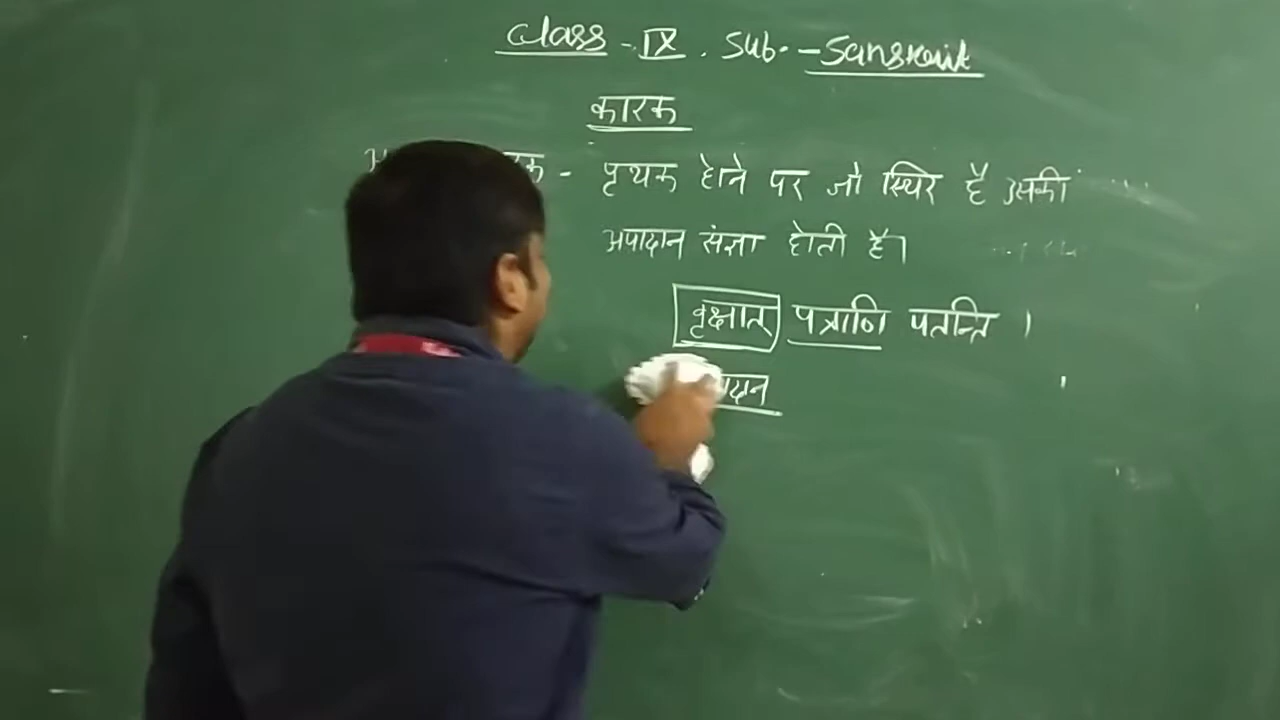 Class - IX . Sub. - Sanskrit
कारक
- पृथक होने पर जो स्थिर है उसकी
अपादान संज्ञा होती है।
वृक्षात् पत्राणि पतन्ति ।